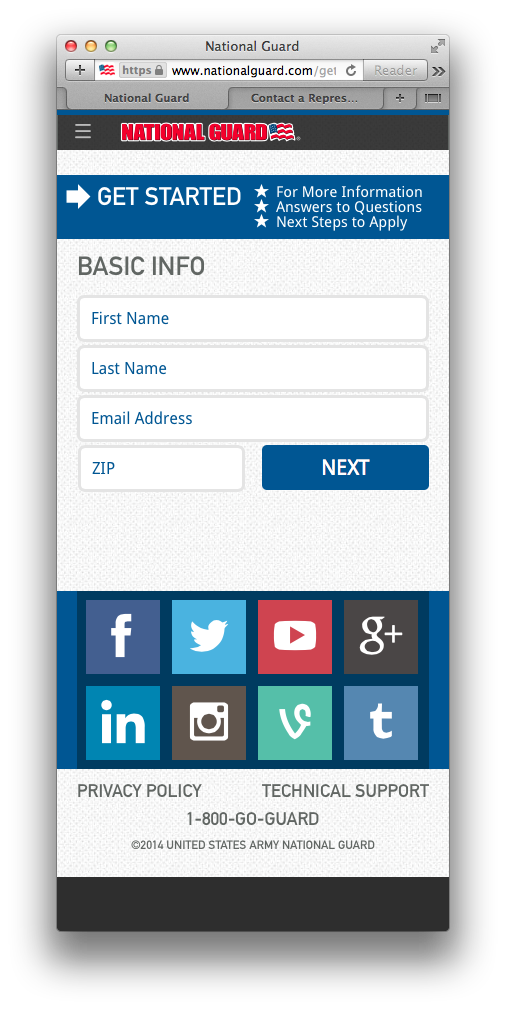 National Guard
https www.nationalguard.com/get Reader
National Guard Contact a Repres...
NATIONAL GUARD
GET STARTED
For More Information
Answers to Questions
Next Steps to Apply
BASIC INFO
First Name
Last Name
Email Address
ZIP NEXT
PRIVACY POLICY TECHNICAL SUPPORT
1-800-GO-GUARD
©2014 UNITED STATES ARMY NATIONAL GUARD